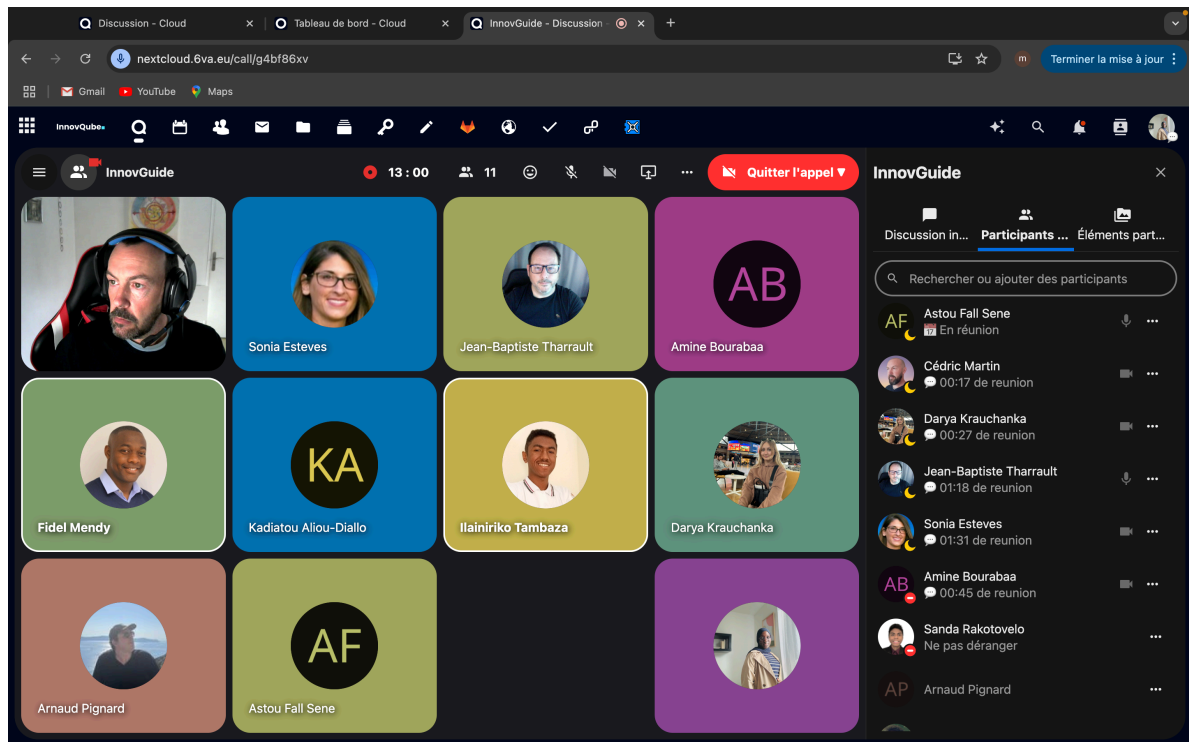 Discussion - Cloud
Tableau de bord - Cloud
InnovGuide - Discussion -
nextcloud.6va.eu/call/g4bf86xv
m
Terminer la mise à jour
Gmail
YouTube
Maps
InnovQube
InnovGuide
13 : 00
11
Quitter l'appel
InnovGuide
Discussion in...
Participants ...
Éléments part...
Rechercher ou ajouter des participants
Sonia Esteves
Jean-Baptiste Tharrault
AB
Amine Bourabaa
Fidel Mendy
KA
Kadiatou Aliou-Diallo
Ilainiriko Tambaza
Darya Krauchanka
Arnaud Pignard
AF
Astou Fall Sene
AF
Astou Fall Sene
17 En réunion
Cédric Martin
00:17 de reunion
Darya Krauchanka
00:27 de reunion
Jean-Baptiste Tharrault
01:18 de reunion
Sonia Esteves
01:31 de reunion
AB
Amine Bourabaa
00:45 de reunion
Sanda Rakotovelo
Ne pas déranger
AP
Arnaud Pignard